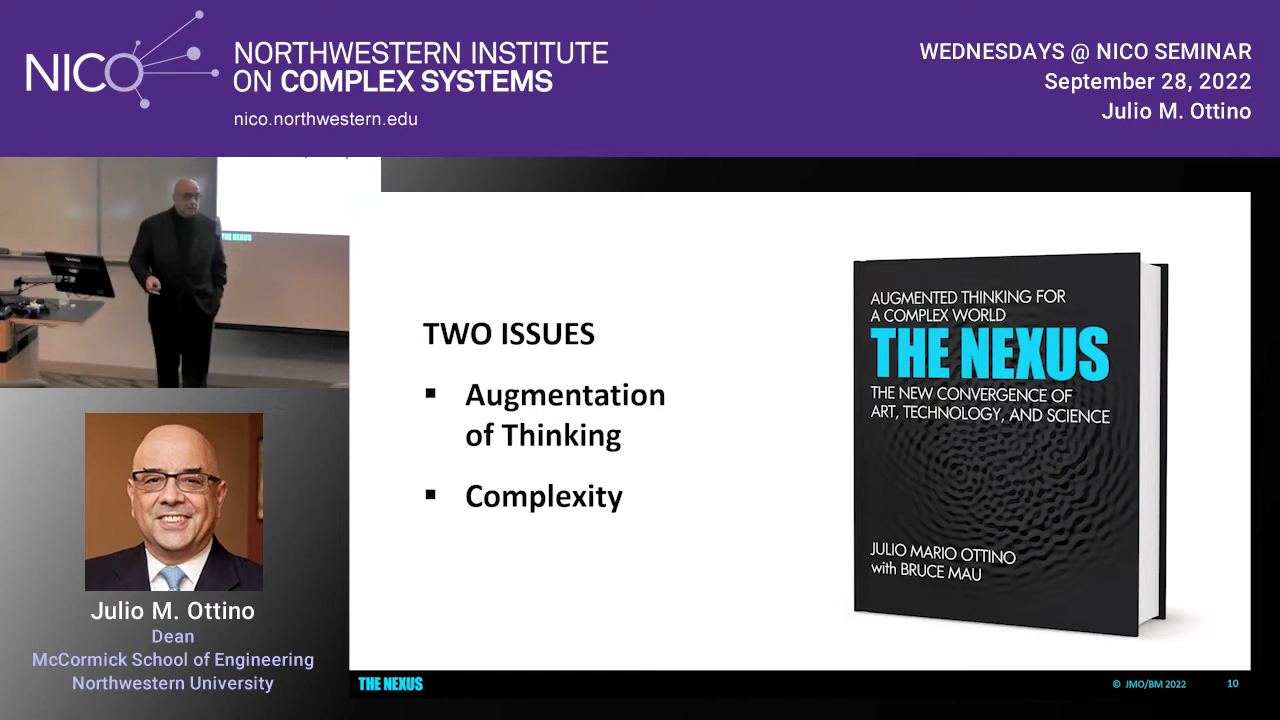 NICO
NORTHWESTERN INSTITUTE
ON COMPLEX SYSTEMS
nico.northwestern.edu
WEDNESDAYS @ NICO SEMINAR
September 28, 2022
Julio M. Ottino
THE NEXUS
Julio M. Ottino
Dean
McCormick School of Engineering
Northwestern University
TWO ISSUES
▪ Augmentation
of Thinking
▪ Complexity
AUGMENTED THINKING FOR
A COMPLEX WORLD
THE NEXUS
THE NEW CONVERGENCE OF
ART, TECHNOLOGY, AND SCIENCE
JULIO MARIO OTTINO
with BRUCE MAU
THE NEXUS
© JMO/BM 2022
10